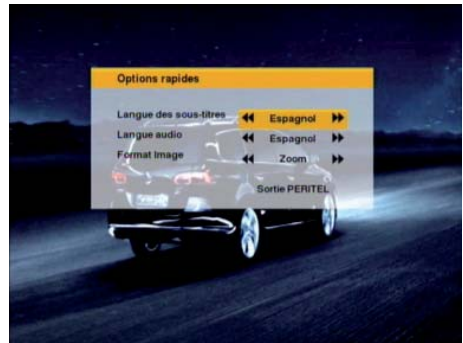 Options rapides
Langue des sous-titres Espagnol
Langue audio Espagnol
Format Image Zoom
Sortie PERITEL